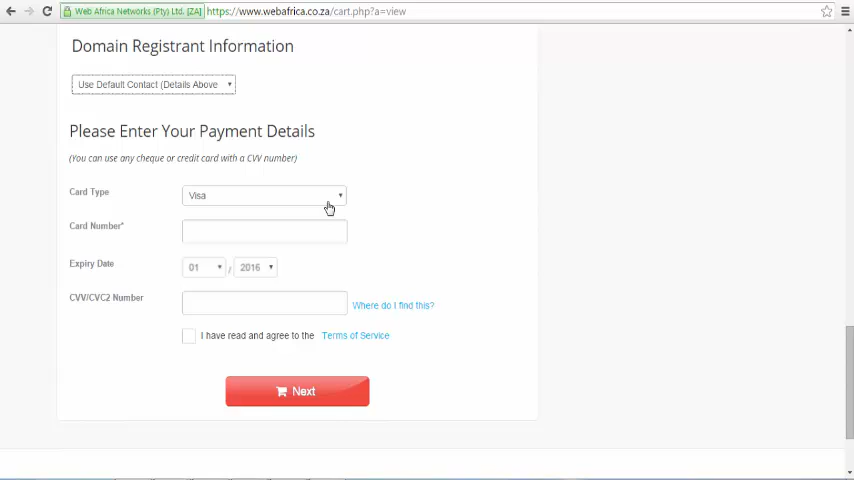 Web Africa Networks (Pty) Ltd. [ZA] https://www.webafrica.co.za/cart.php?a=view
Domain Registrant Information
Use Default Contact (Details Above
Please Enter Your Payment Details
(You can use any cheque or credit card with a CVV number)
Card Type Visa
Card Number*
Expiry Date 01 / 2016
CVV/CVC2 Number Where do I find this?
I have read and agree to the Terms of Service
Next